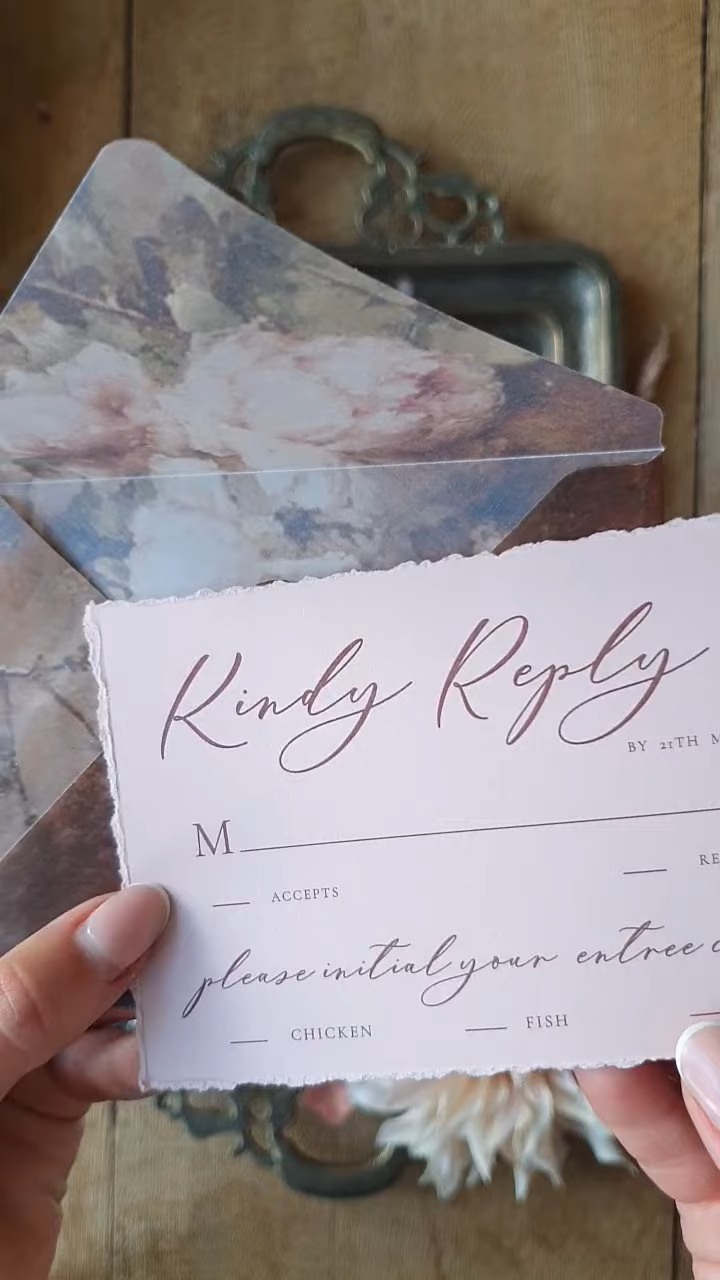 Kindy Reply
BY 21TH M
M
ACCEPTS RE
please initial your entree c
CHICKEN FISH